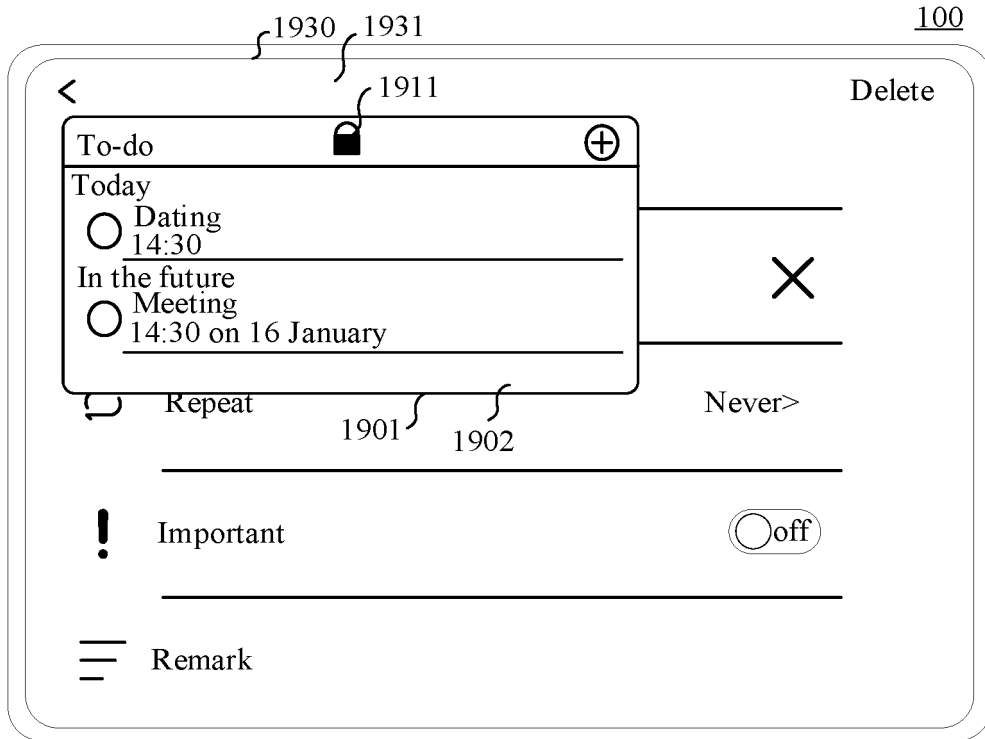 100
1930 1931
1911
< Delete
To-do
Today
Dating
14:30
In the future
Meeting
14:30 on 16 January
Repeat Never>
1901 1902
Important off
Remark